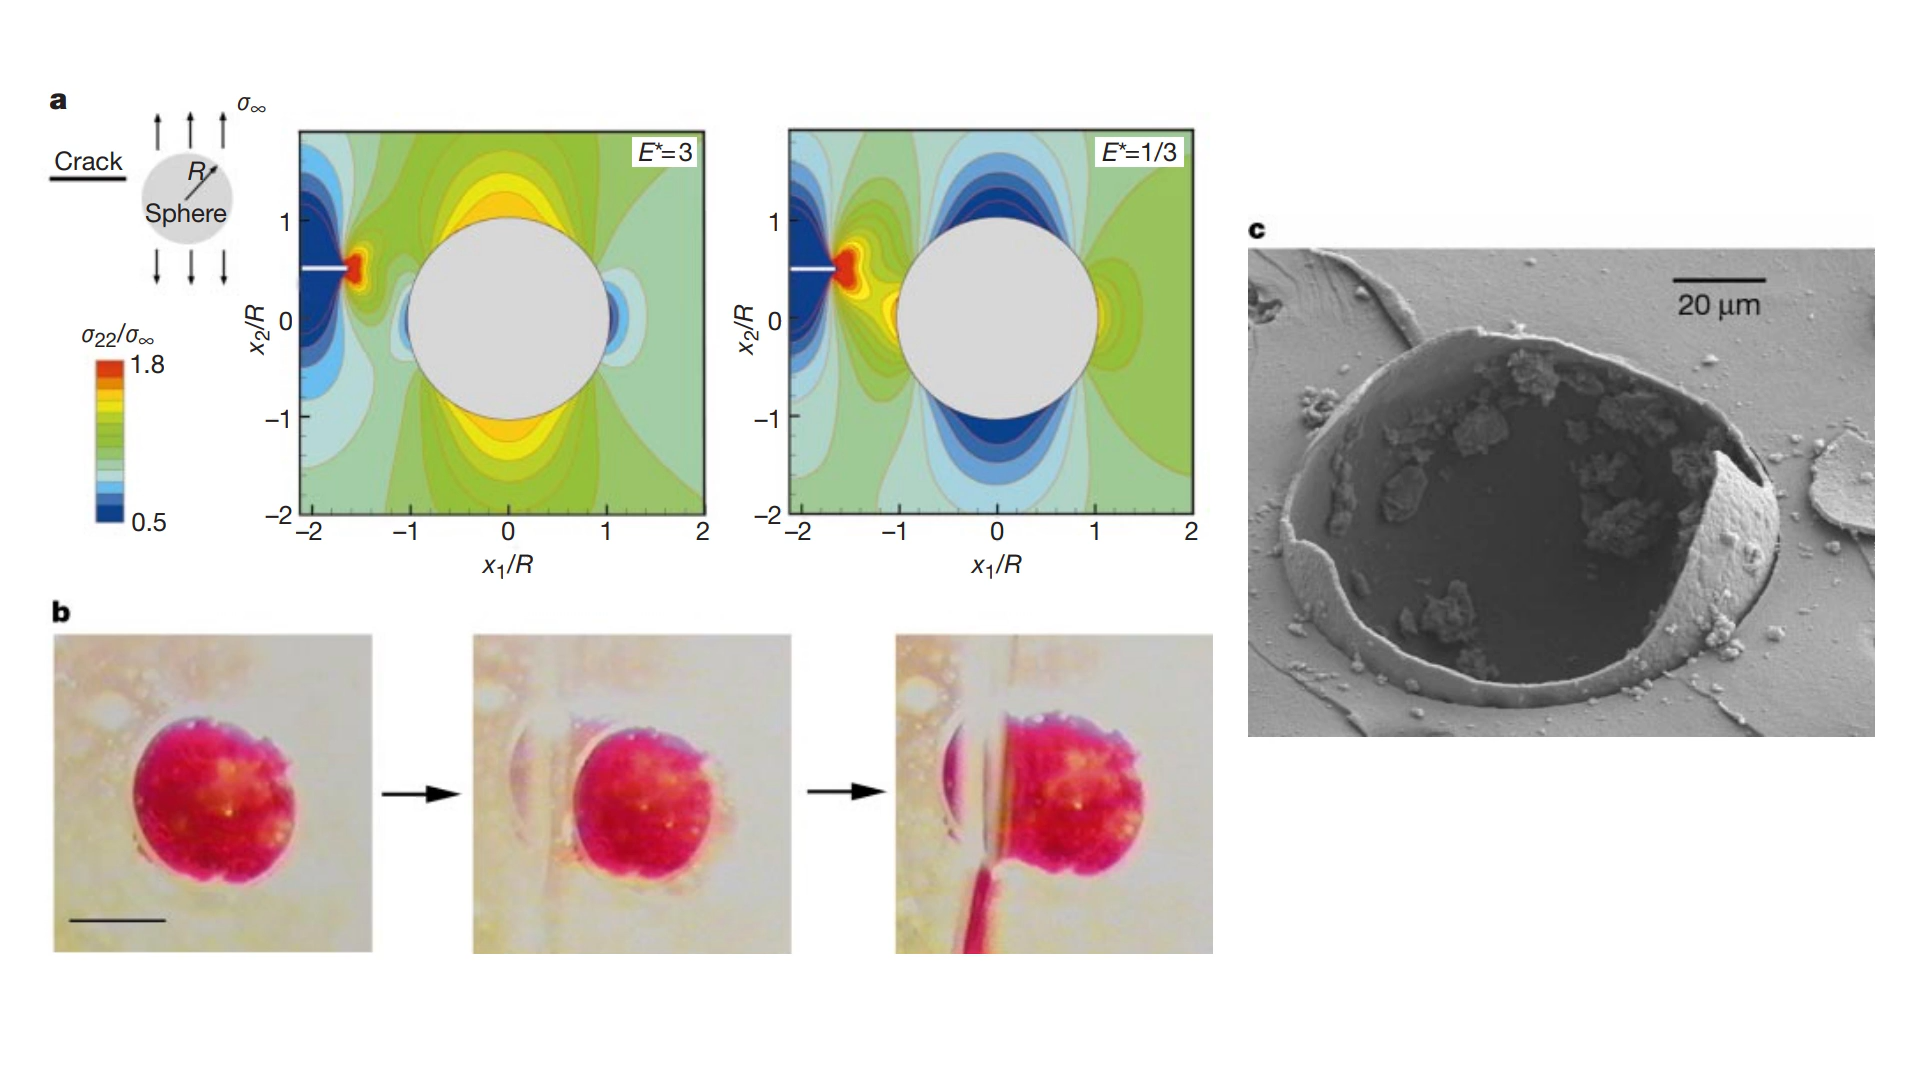 a
σ∞
Crack
R
Sphere
σ22/σ∞
1.8
0.5
E*=3
x2/R
1
0
−1
−2
−2
−1
0
1
2
x1/R
E*=1/3
x2/R
1
0
−1
−2
−2
−1
0
1
2
x1/R
b
c
20 μm